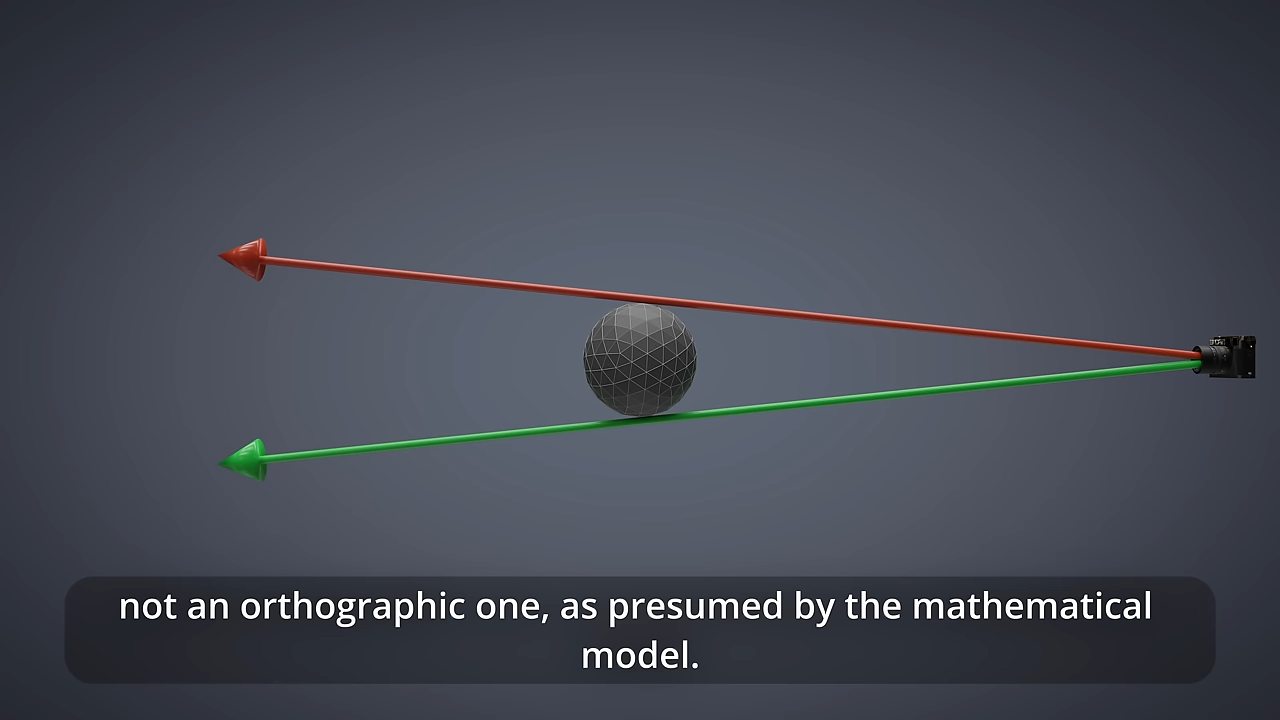 not an orthographic one, as presumed by the mathematical
model.